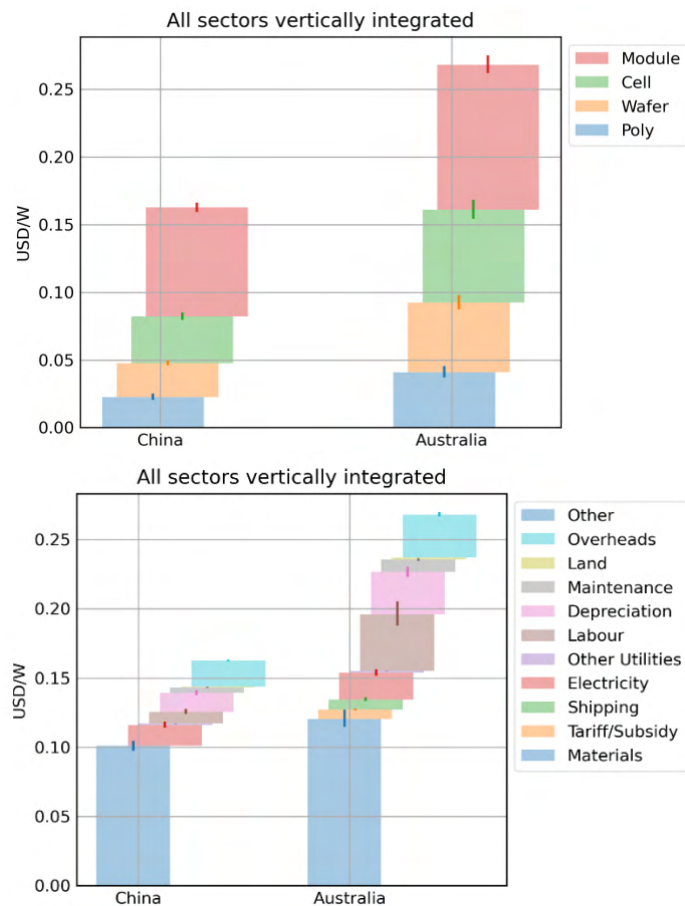 All sectors vertically integrated
USD/W
0.25
0.20
0.15
0.10
0.05
0.00
China
Australia
Module
Cell
Wafer
Poly
All sectors vertically integrated
USD/W
0.25
0.20
0.15
0.10
0.05
0.00
China
Australia
Other
Overheads
Land
Maintenance
Depreciation
Labour
Other Utilities
Electricity
Shipping
Tariff/Subsidy
Materials